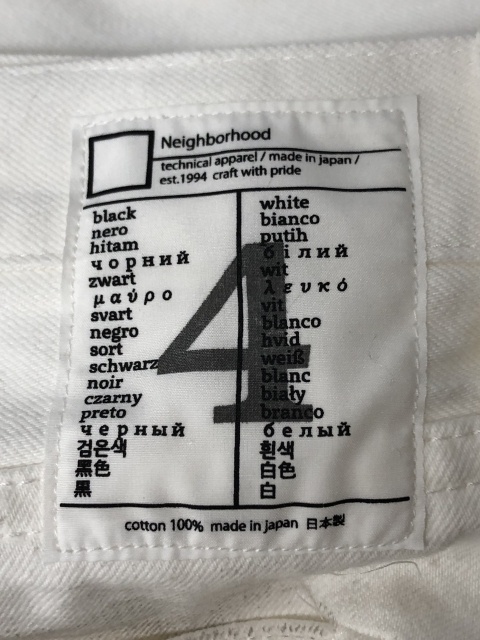 Neighborhood
technical apparel / made in japan /
est.1994 craft with pride
black
nero
hitam
чорний
zwart
μαύρο
svart
negro
sort
schwarz
noir
czarny
preto
черный
검은색
黒色
黒
white
bianco
putih
білий
wit
λευκό
vit
blanco
hvid
weiß
blanc
biały
branco
белый
흰색
白色
白
4
cotton 100% made in japan 日本製